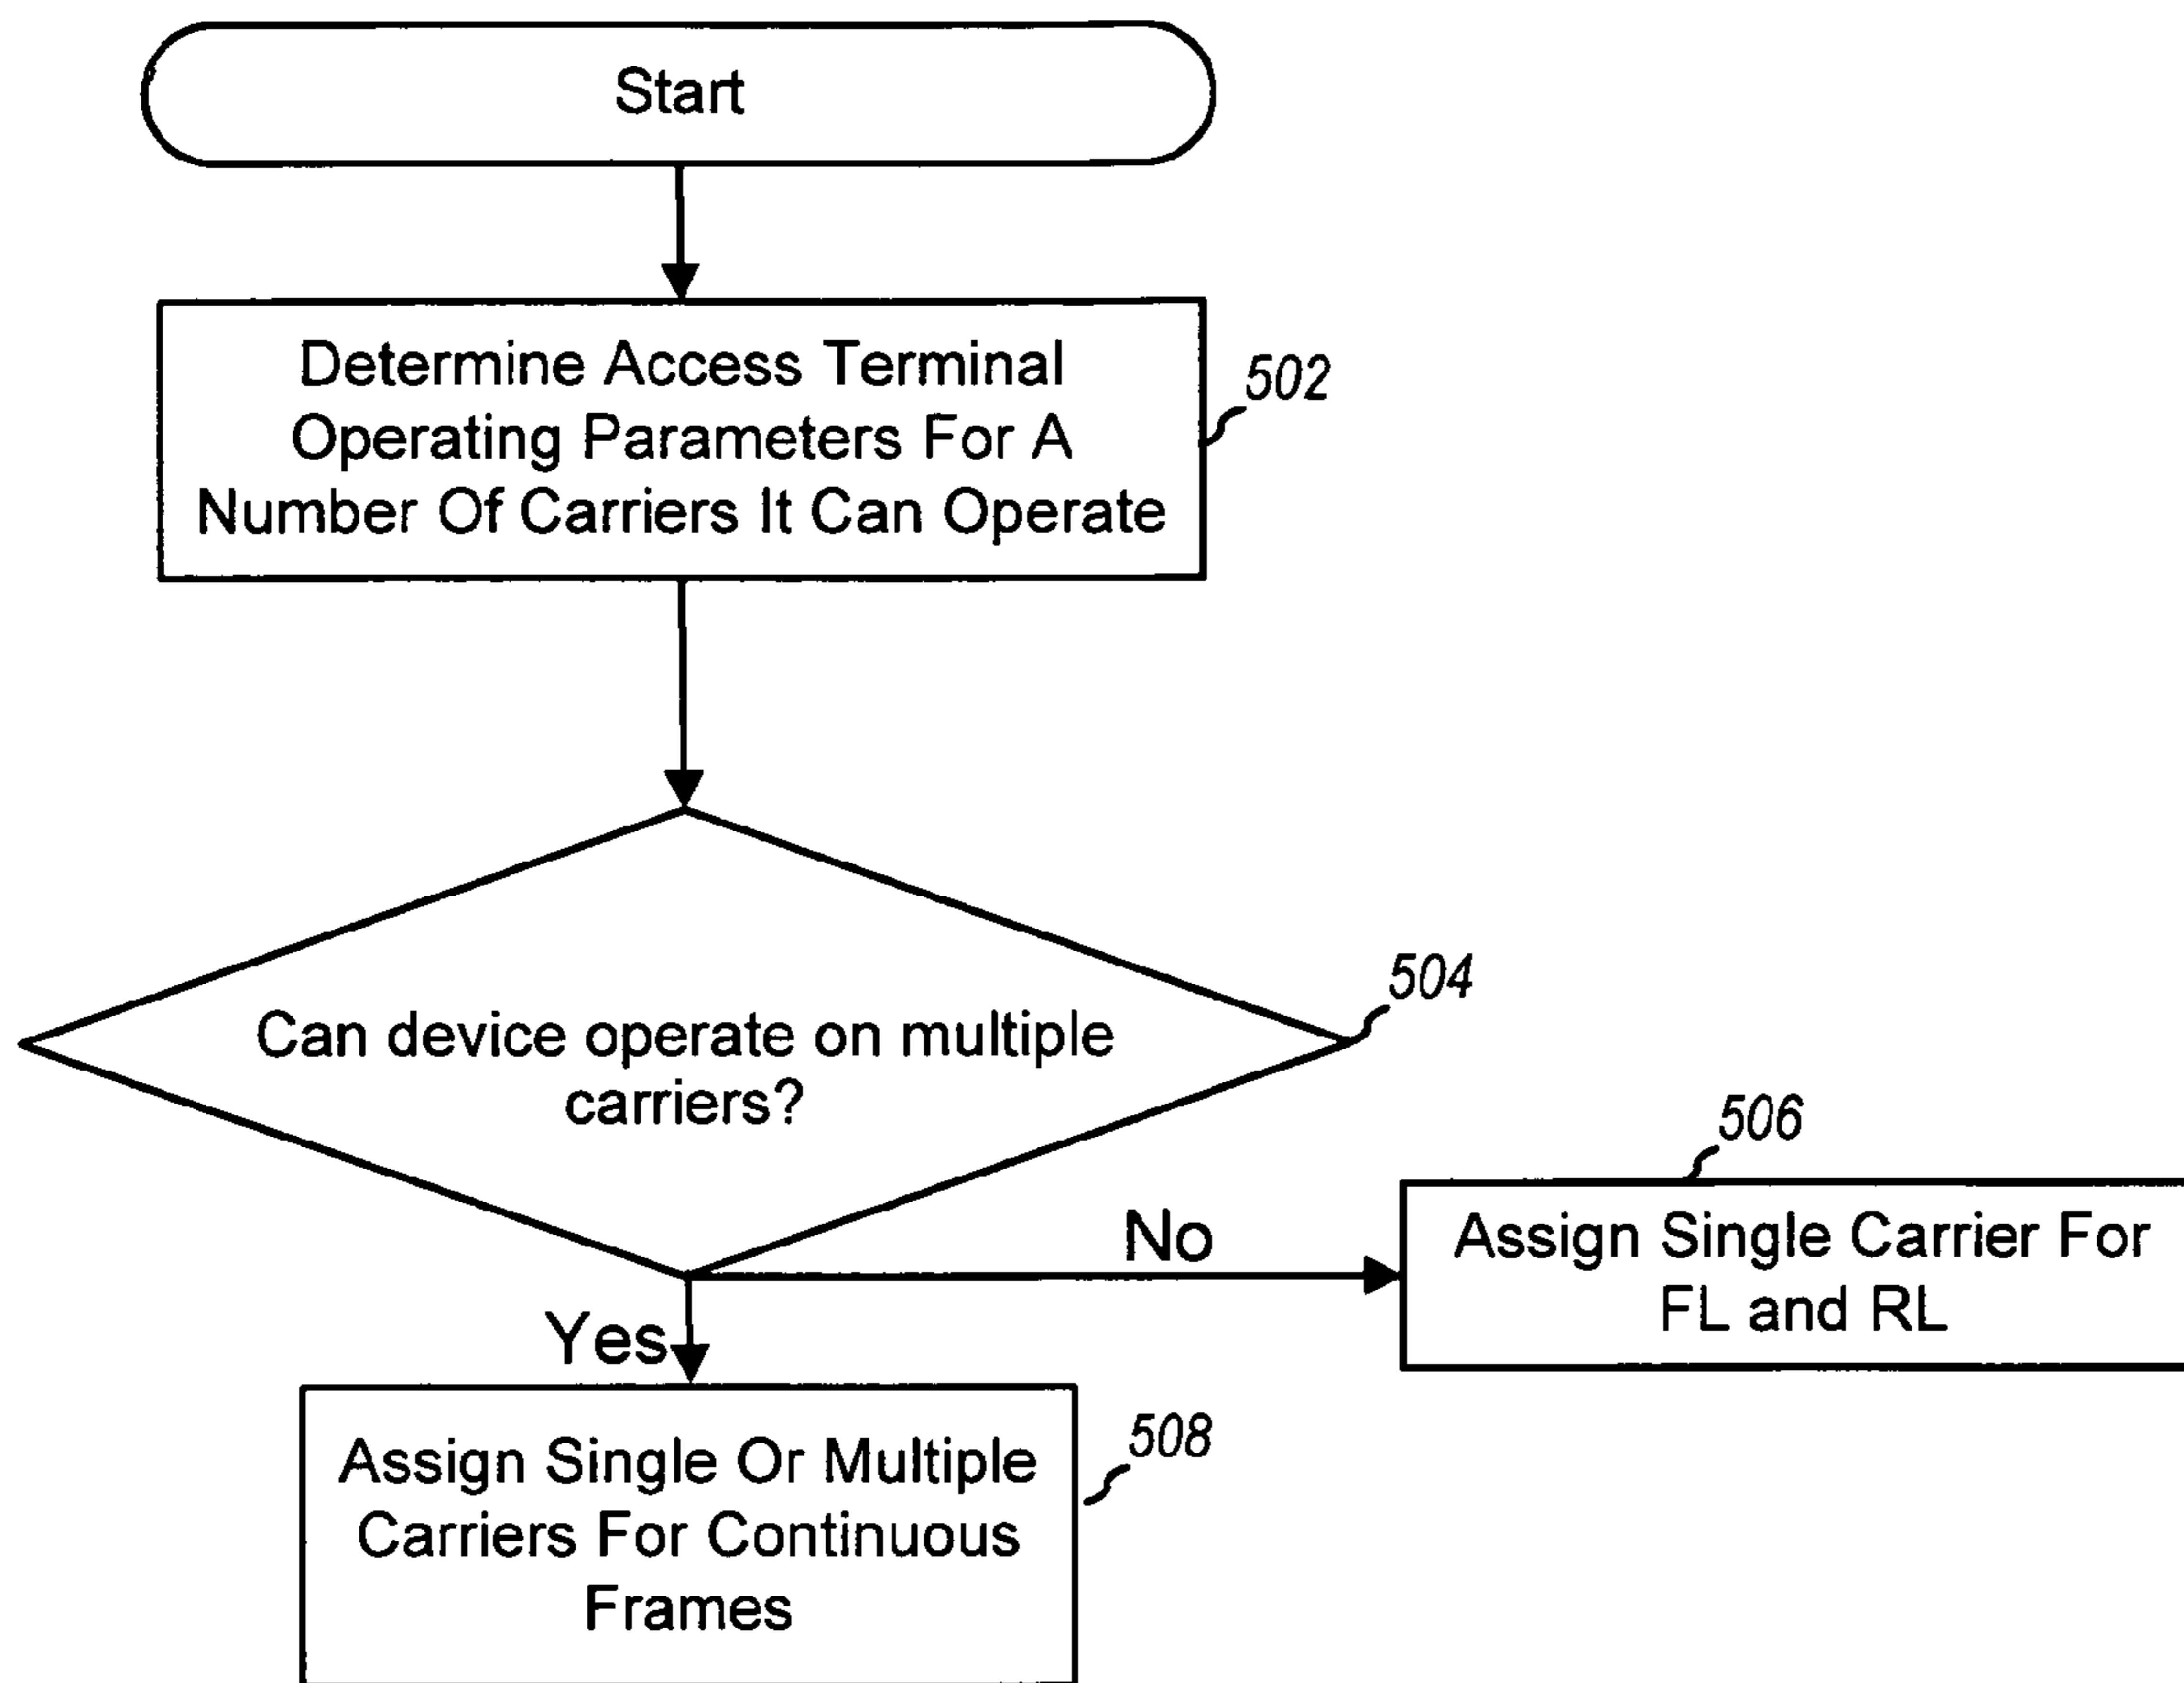 Start
Determine Access Terminal
Operating Parameters For A
Number Of Carriers It Can Operate
502
Can device operate on multiple
carriers?
504
506
No
Assign Single Carrier For
FL and RL
Yes
508
Assign Single Or Multiple
Carriers For Continuous
Frames